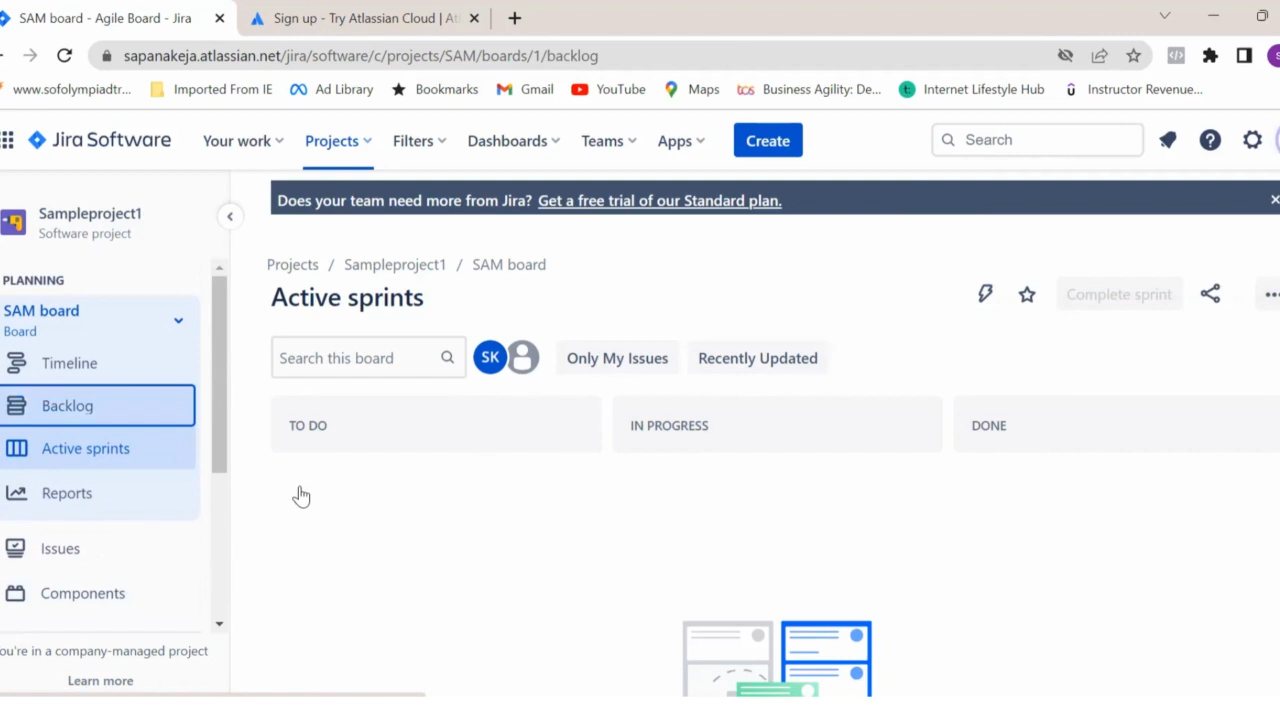 SAM board - Agile Board - Jira
Sign up - Try Atlassian Cloud | Atl
sapanakeja.atlassian.net/jira/software/c/projects/SAM/boards/1/backlog
www.sofolympiadtr...
Imported From IE
Ad Library
Bookmarks
Gmail
YouTube
Maps
tcs
Business Agility: De...
Internet Lifestyle Hub
Instructor Revenue...
Jira Software
Your work
Projects
Filters
Dashboards
Teams
Apps
Create
Search
Sampleproject1
Software project
Does your team need more from Jira? Get a free trial of our Standard plan.
PLANNING
SAM board
Board
Timeline
Backlog
Active sprints
Reports
Issues
Components
ou're in a company-managed project
Learn more
Projects / Sampleproject1 / SAM board
Active sprints
Complete sprint
Search this board
SK
Only My Issues
Recently Updated
TO DO
IN PROGRESS
DONE